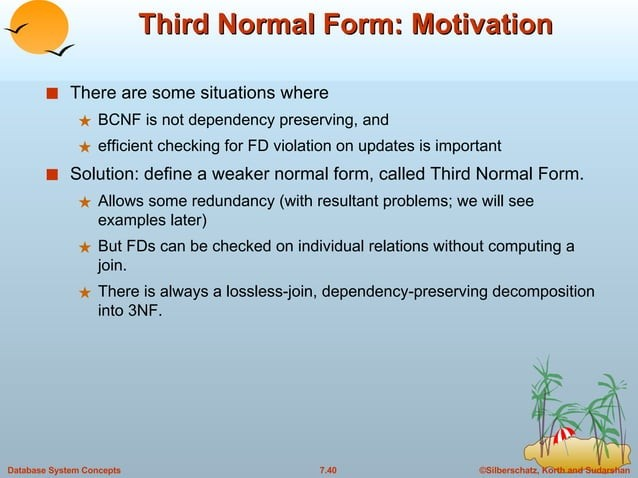 Third Normal Form: Motivation
There are some situations where
BCNF is not dependency preserving, and
efficient checking for FD violation on updates is important
Solution: define a weaker normal form, called Third Normal Form.
Allows some redundancy (with resultant problems; we will see
examples later)
But FDs can be checked on individual relations without computing a
join.
There is always a lossless-join, dependency-preserving decomposition
into 3NF.
Database System Concepts
7.40
©Silberschatz, Korth and Sudarshan